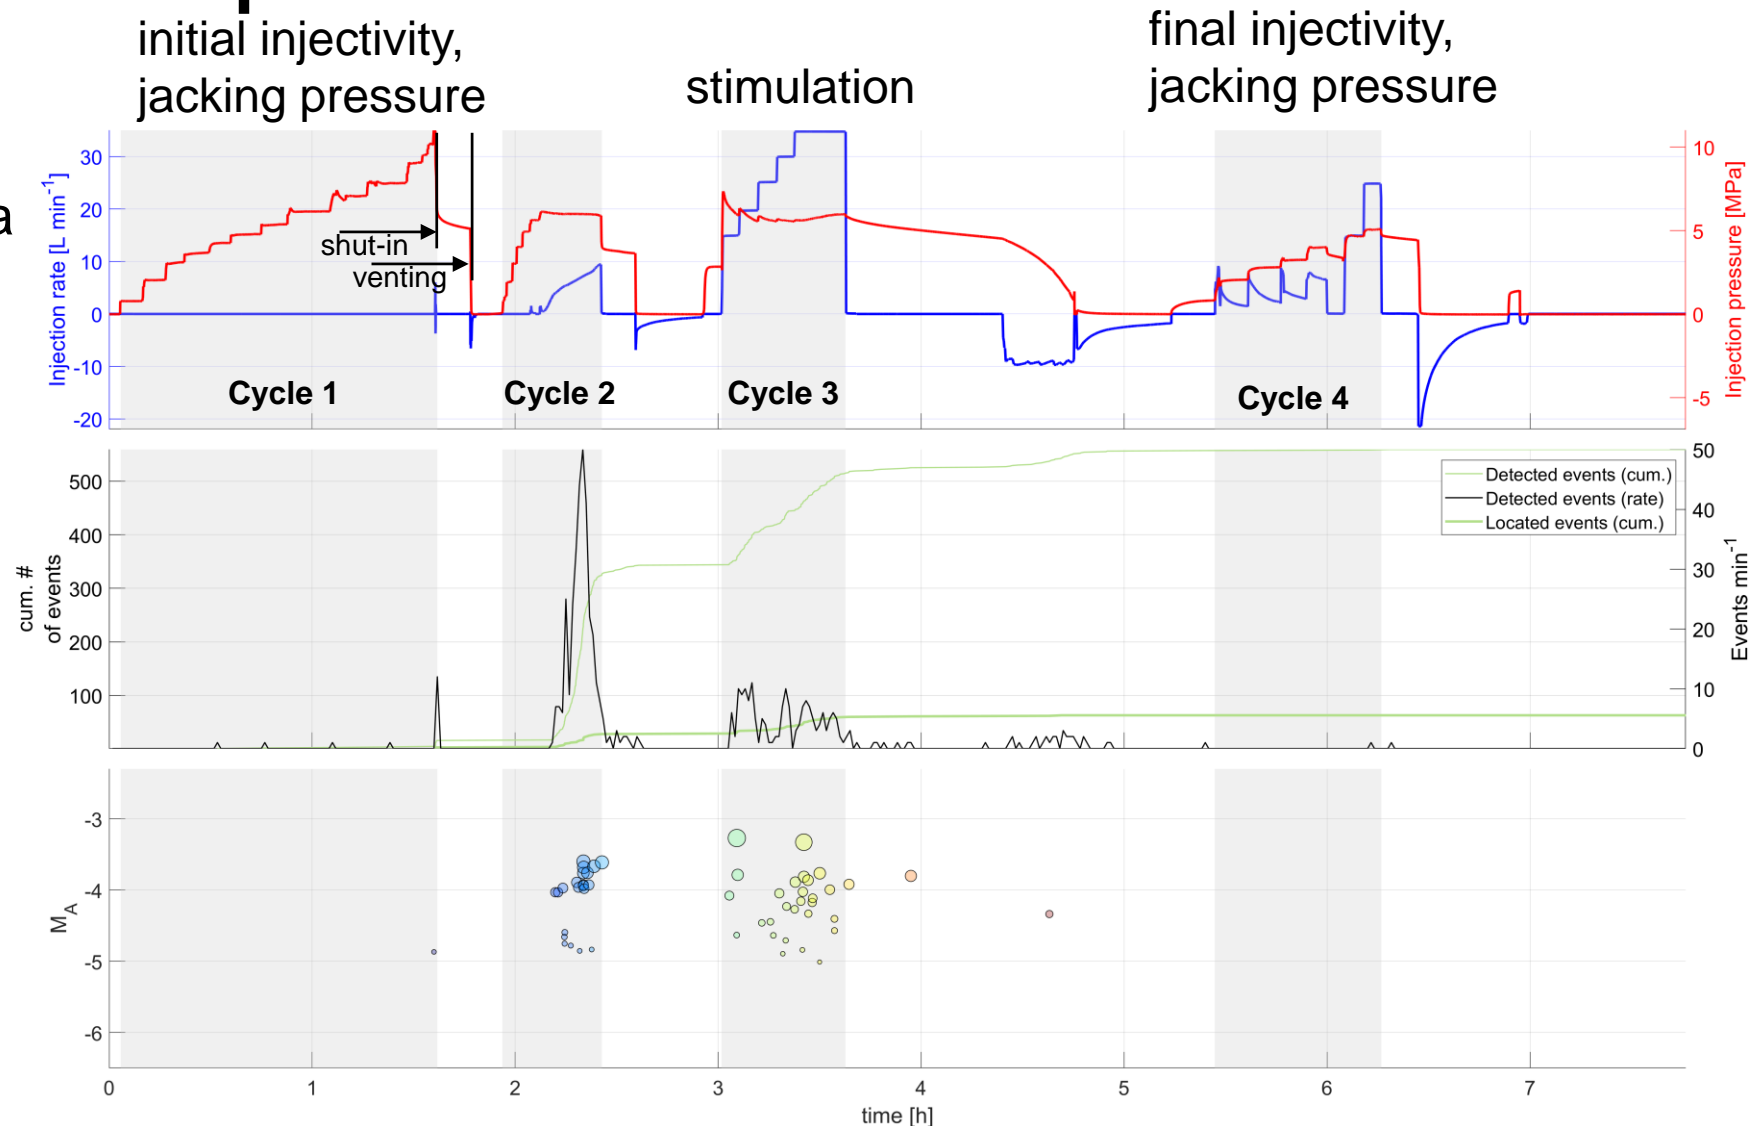 initial injectivity,
jacking pressure
stimulation
final injectivity,
jacking pressure
a
Injection rate [L min-1]
30
20
10
0
-10
-20
shut-in
venting
Cycle 1
Cycle 2
Cycle 3
Cycle 4
10
5
0
-5
Injection pressure [MPa]
cum. #
of events
500
400
300
200
100
Detected events (cum.)
Detected events (rate)
Located events (cum.)
50
40
30
20
10
0
Events min-1
MA
-3
-4
-5
-6
0 1 2 3 4 5 6 7
time [h]